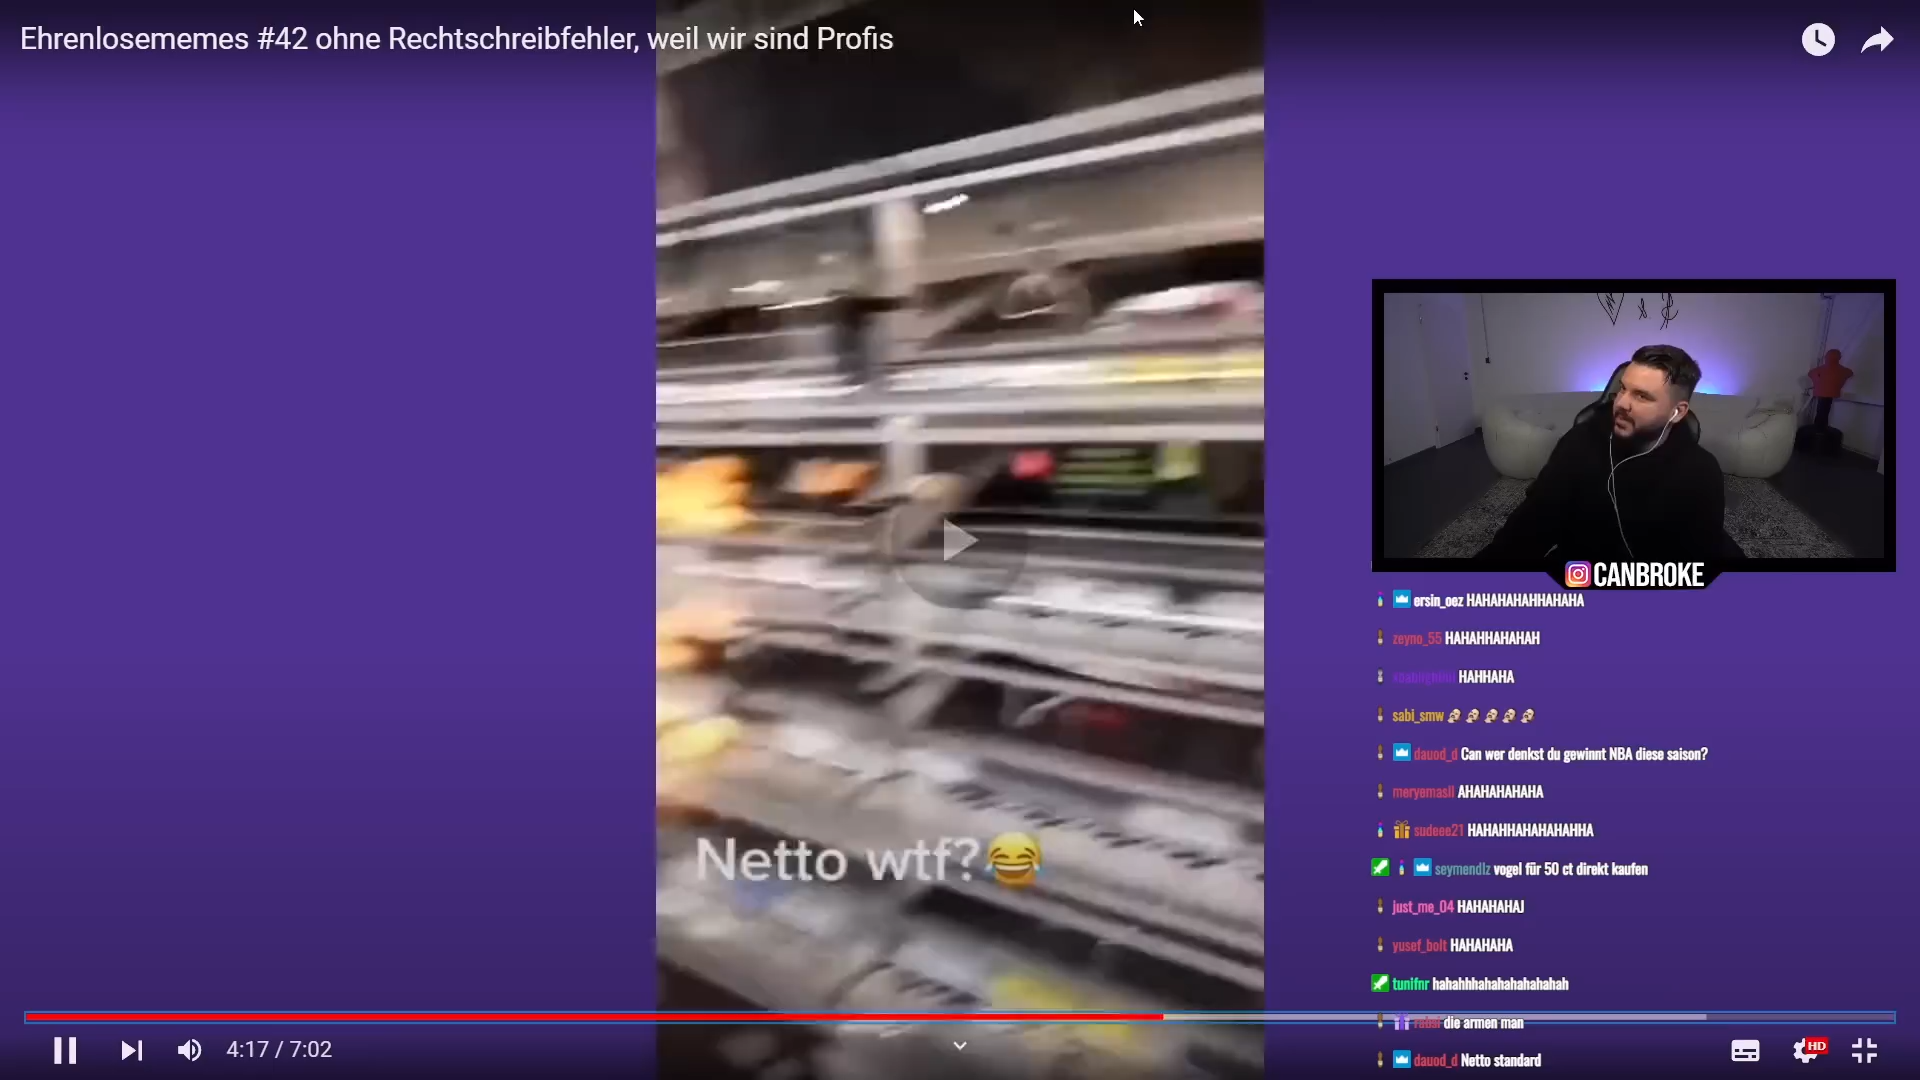 Ehrenlosememes #42 ohne Rechtschreibfehler, weil wir sind Profis
Netto wtf?😂
CANBROKE
ersin_oez HAHAHAHAHHAHAHA
zeyno_55 HAHAHHAHAHAH
HAHHAHA
sabi_smw
dauod_d Can wer denkst du gewinnt NBA diese saison?
meryemasll AHAHAHAHAHA
sudeee21 HAHAHHAHAHAHAHHA
seymendlz vogel für 50 ct direkt kaufen
just_me_04 HAHAHAHAJ
yusef_bolt HAHAHAHA
tunifnr hahahhhahahahahahahah
die armen man
dauod_d Netto standard
4:17 / 7:02
HD